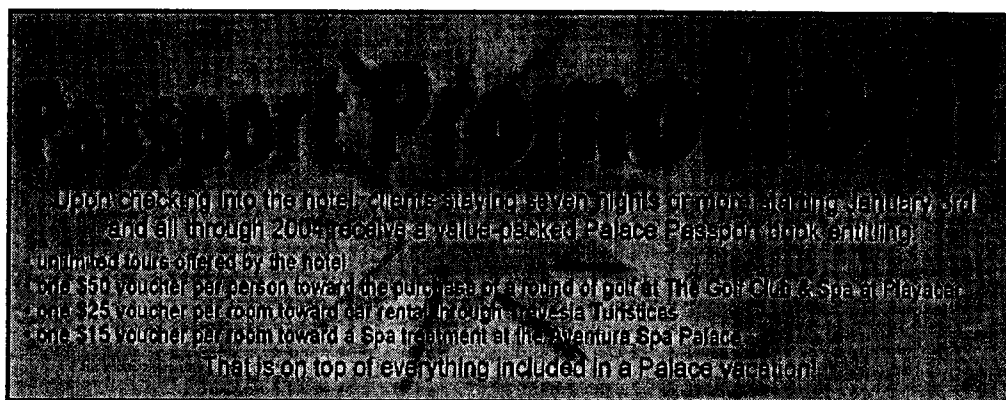 Passport Promo
Upon checking into the hotel, clients staying seven nights or more starting January 3rd
and all through 2004 receive a value-packed Palace Passport book entitling
unlimited tours offered by the hotel
one $50 voucher per person toward the purchase of a round of golf at The Golf Club & Spa at Playacar
one $25 voucher per room toward car rental through Travesia Turisticas
one $15 voucher per room toward a Spa treatment at the Aventura Spa Palace
That is on top of everything included in a Palace vacation!